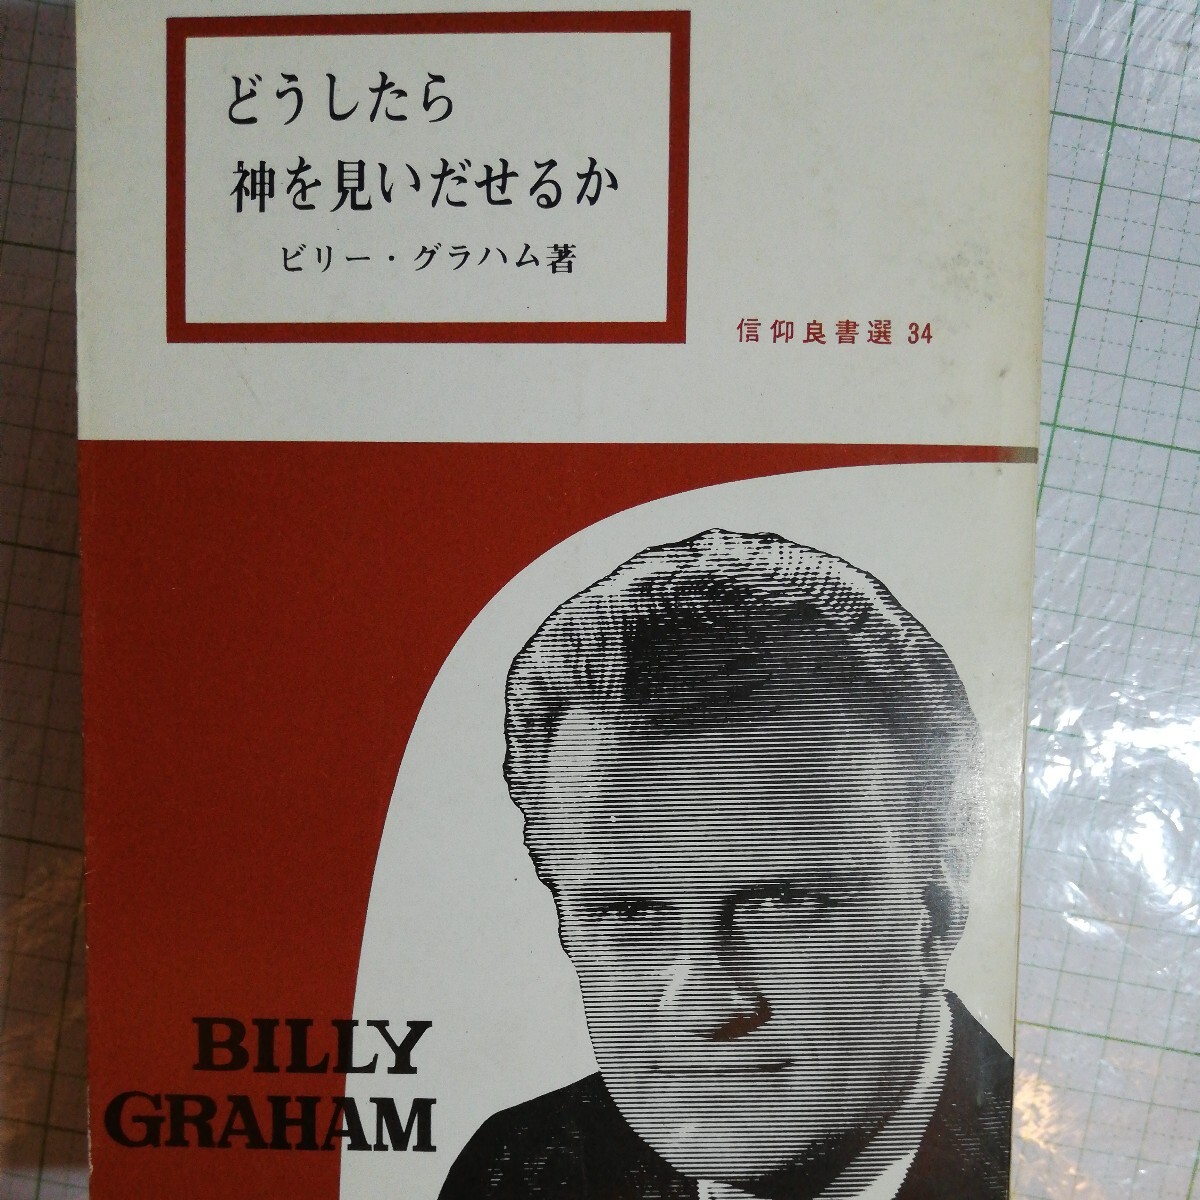 どうしたら
神を見いだせるか
ビリー・グラハム著
信仰良書選 34
BILLY
GRAHAM